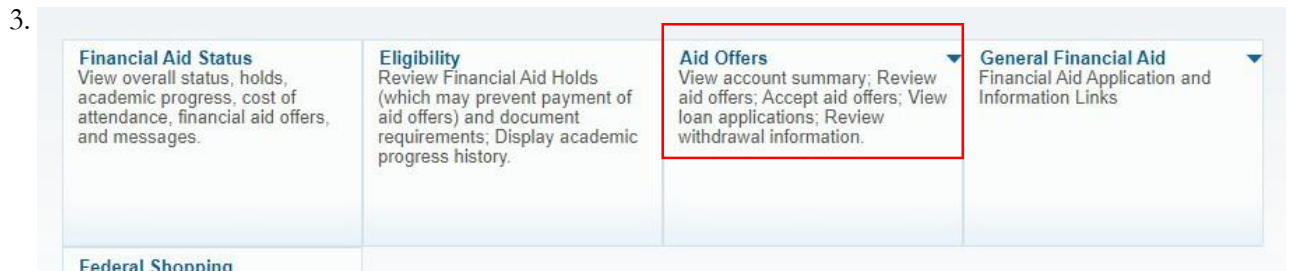 3.
Financial Aid Status
View overall status, holds,
academic progress, cost of
attendance, financial aid offers,
and messages.
Eligibility
Review Financial Aid Holds
(which may prevent payment of
aid offers) and document
requirements; Display academic
progress history.
Aid Offers
View account summary; Review
aid offers; Accept aid offers; View
loan applications; Review
withdrawal information.
General Financial Aid
Financial Aid Application and
Information Links
Federal Shopping